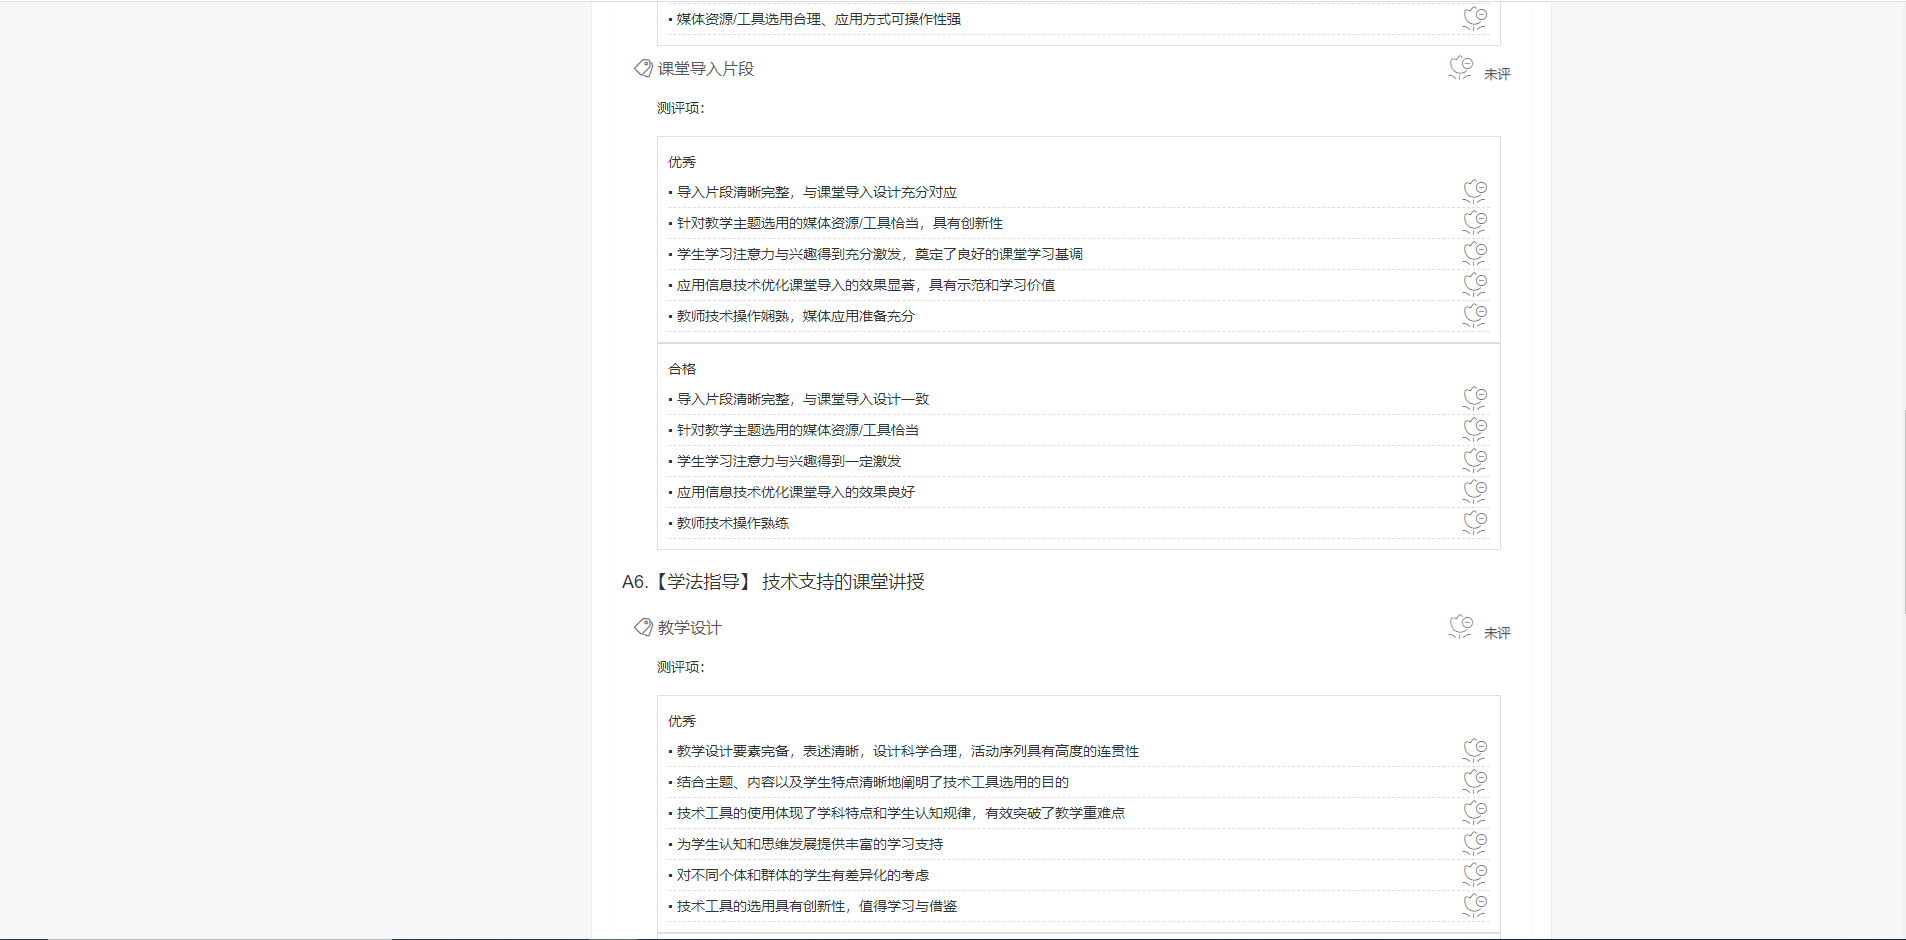 ▪ 媒体资源/工具选用合理、应用方式可操作性强
课堂导入片段 未评
测评项：
优秀
▪ 导入片段清晰完整，与课堂导入设计充分对应
▪ 针对教学主题选用的媒体资源/工具恰当，具有创新性
▪ 学生学习注意力与兴趣得到充分激发，奠定了良好的课堂学习基调
▪ 应用信息技术优化课堂导入的效果显著，具有示范和学习价值
▪ 教师技术操作娴熟，媒体应用准备充分
合格
▪ 导入片段清晰完整，与课堂导入设计一致
▪ 针对教学主题选用的媒体资源/工具恰当
▪ 学生学习注意力与兴趣得到一定激发
▪ 应用信息技术优化课堂导入的效果良好
▪ 教师技术操作熟练
A6.【学法指导】 技术支持的课堂讲授
教学设计 未评
测评项：
优秀
▪ 教学设计要素完备，表述清晰，设计科学合理，活动序列具有高度的连贯性
▪ 结合主题、内容以及学生特点清晰地阐明了技术工具选用的目的
▪ 技术工具的使用体现了学科特点和学生认知规律，有效突破了教学重难点
▪ 为学生认知和思维发展提供丰富的学习支持
▪ 对不同个体和群体的学生有差异化的考虑
▪ 技术工具的选用具有创新性，值得学习与借鉴